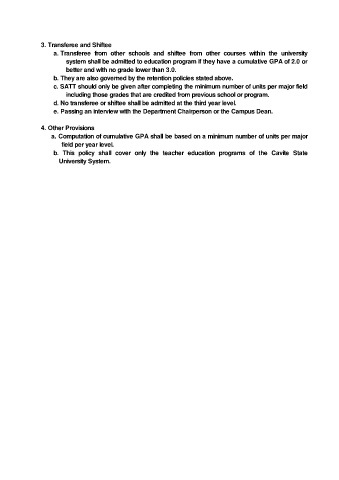 3. Transferee and Shiftee
a. Transferee from other schools and shiftee from other courses within the university
system shall be admitted to education program if they have a cumulative GPA of 2.0 or
better and with no grade lower than 3.0.
b. They are also governed by the retention policies stated above.
c. SATT should only be given after completing the minimum number of units per major field
including those grades that are credited from previous school or program.
d. No transferee or shiftee shall be admitted at the third year level.
e. Passing an interview with the Department Chairperson or the Campus Dean.
4. Other Provisions
a. Computation of cumulative GPA shall be based on a minimum number of units per major
field per year level.
b. This policy shall cover only the teacher education programs of the Cavite State
University System.